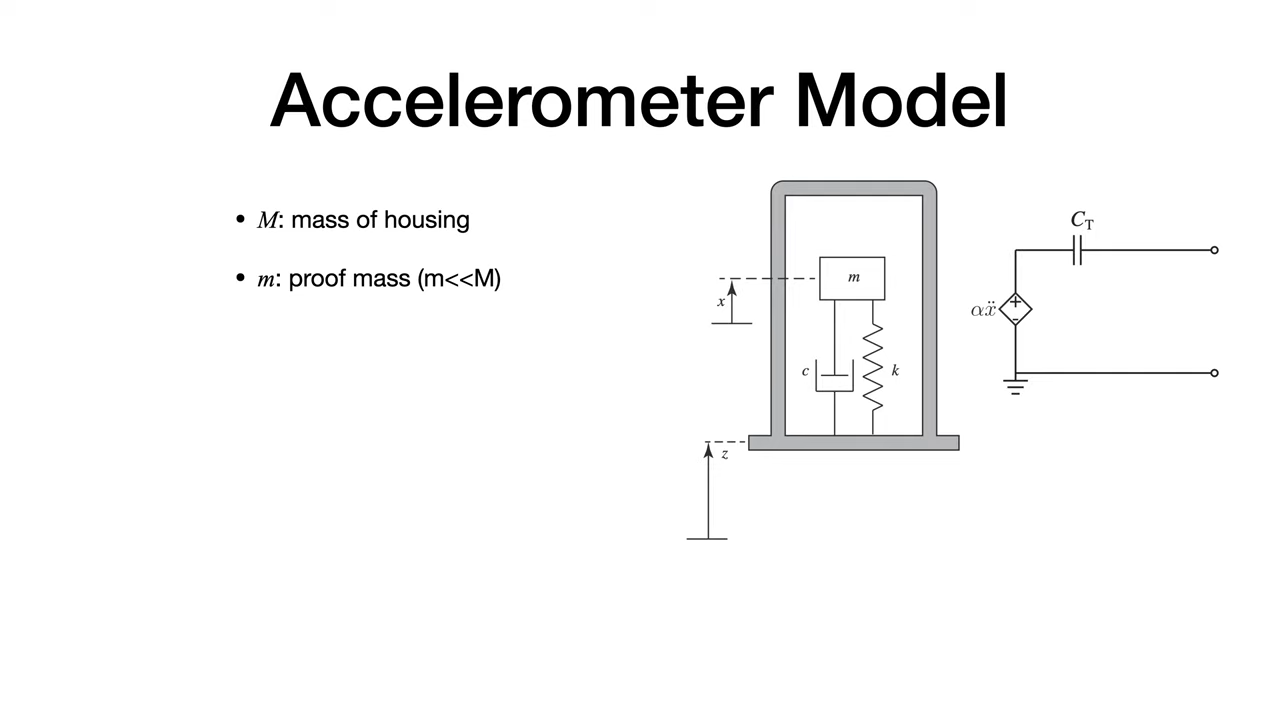 Accelerometer Model
• M: mass of housing
• m: proof mass (m<<M)
m
x
c
k
z
C_T
αẍ
+
-